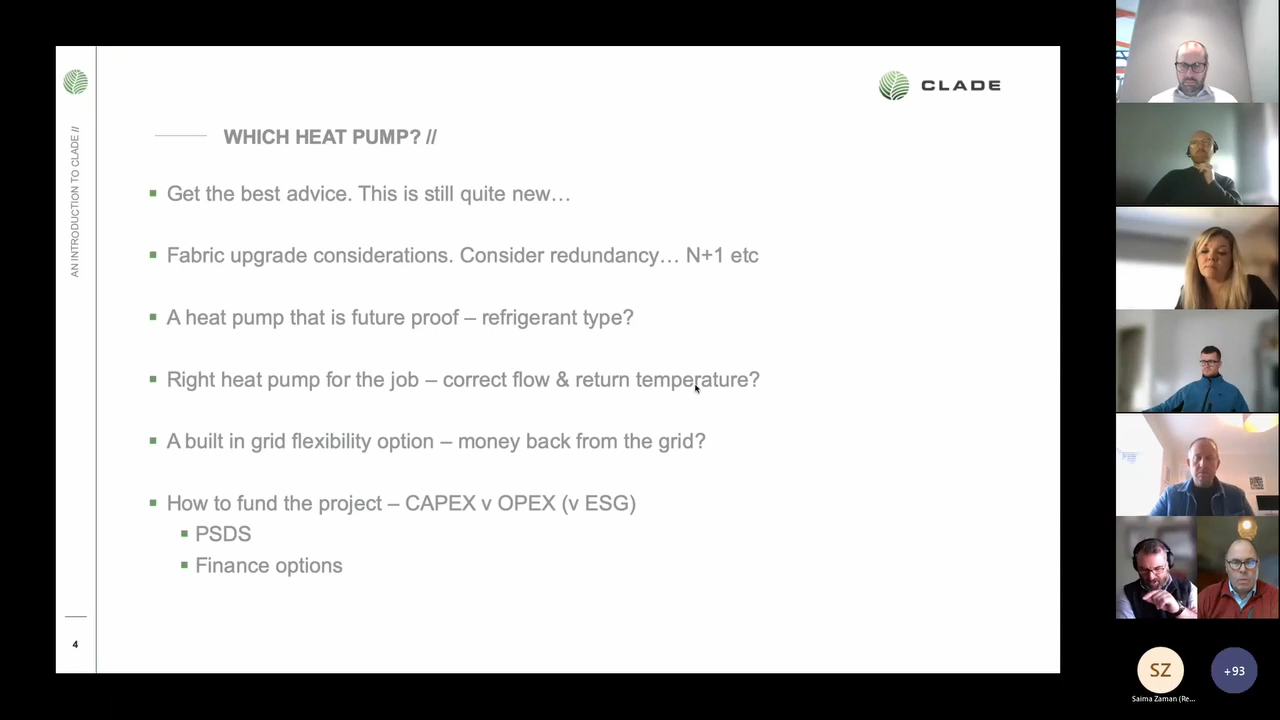 CLADE
AN INTRODUCTION TO CLADE //
WHICH HEAT PUMP? //
▪ Get the best advice. This is still quite new…
▪ Fabric upgrade considerations. Consider redundancy… N+1 etc
▪ A heat pump that is future proof – refrigerant type?
▪ Right heat pump for the job – correct flow & return temperature?
▪ A built in grid flexibility option – money back from the grid?
▪ How to fund the project – CAPEX v OPEX (v ESG)
▪ PSDS
▪ Finance options
4
SZ
+93
Saima Zaman (Re...